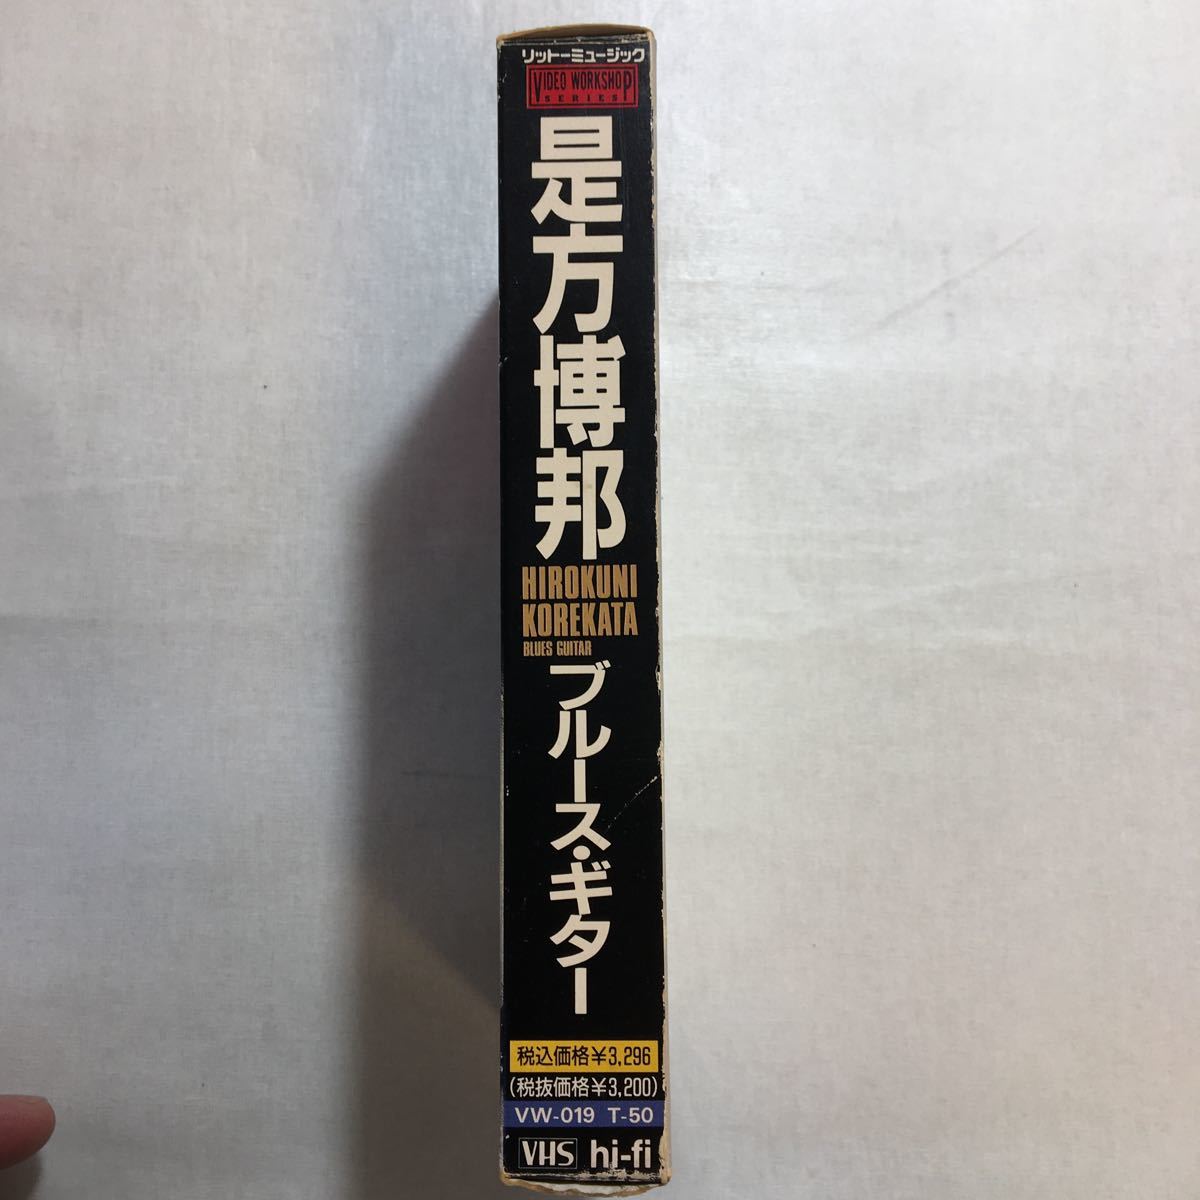 リットーミュージック
VIDEO WORKSHOP
SERIES
是方博邦
HIROKUNI
KOREKATA
BLUES GUITAR
ブルース・ギター
税込価格¥3,296
(税抜価格¥3,200)
VW-019 T-50
VHS hi-fi